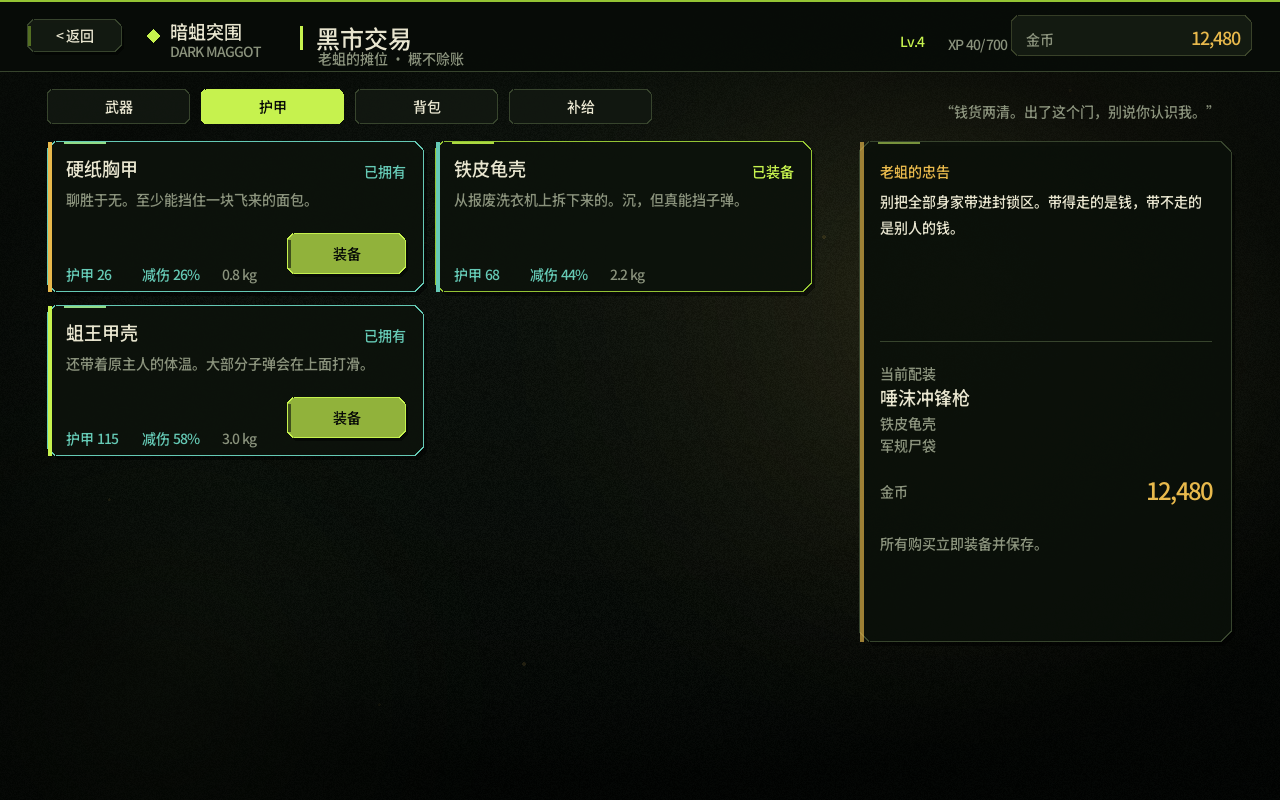 < 返回
暗蛆突围
DARK MAGGOT
黑市交易
老蛆的摊位 · 概不赊账
Lv.4
XP 40/700
金币
12,480
武器
护甲
背包
补给
“钱货两清。出了这个门，别说你认识我。”
硬纸胸甲
已拥有
聊胜于无。至少能挡住一块飞来的面包。
装备
护甲 26
减伤 26%
0.8 kg
铁皮龟壳
已装备
从报废洗衣机上拆下来的。沉，但真能挡子弹。
护甲 68
减伤 44%
2.2 kg
蛆王甲壳
已拥有
还带着原主人的体温。大部分子弹会在上面打滑。
装备
护甲 115
减伤 58%
3.0 kg
老蛆的忠告
别把全部身家带进封锁区。带得走的是钱，带不走的
是别人的钱。
当前配装
唾沫冲锋枪
铁皮龟壳
军规尸袋
金币
12,480
所有购买立即装备并保存。